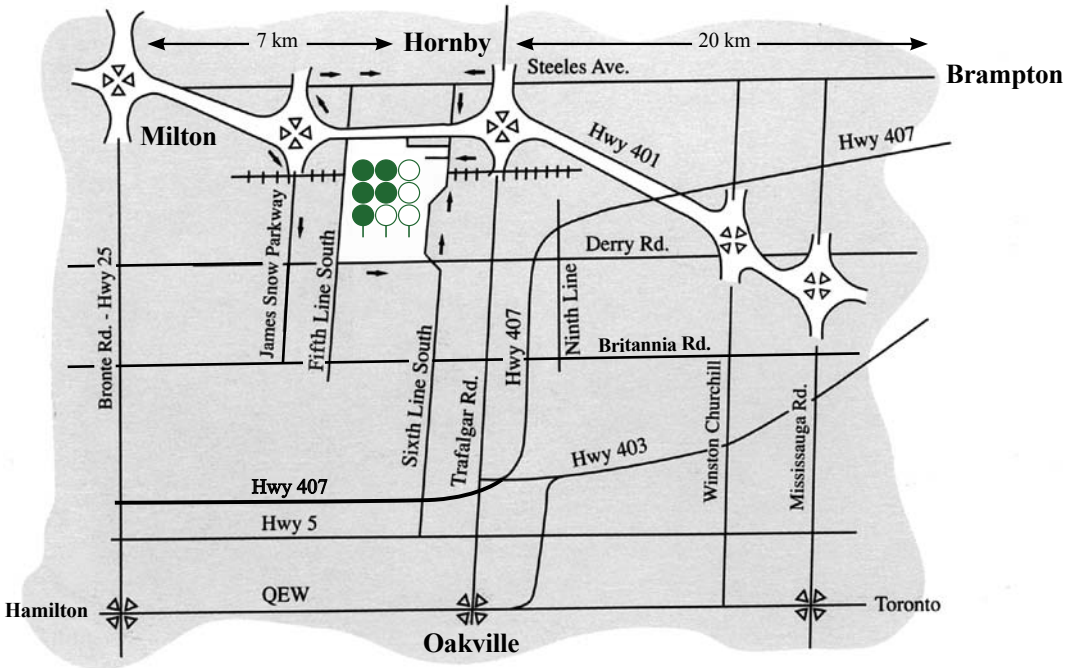 7 km
Hornby
20 km
Steeles Ave.
Brampton
Milton
Hwy 401
Hwy 407
James Snow Parkway
Fifth Line South
Derry Rd.
Bronte Rd. - Hwy 25
Hwy 407
Ninth Line
Britannia Rd.
Sixth Line South
Trafalgar Rd.
Winston Churchill
Mississauga Rd.
Hwy 403
Hwy 407
Hwy 5
QEW
Hamilton
Toronto
Oakville